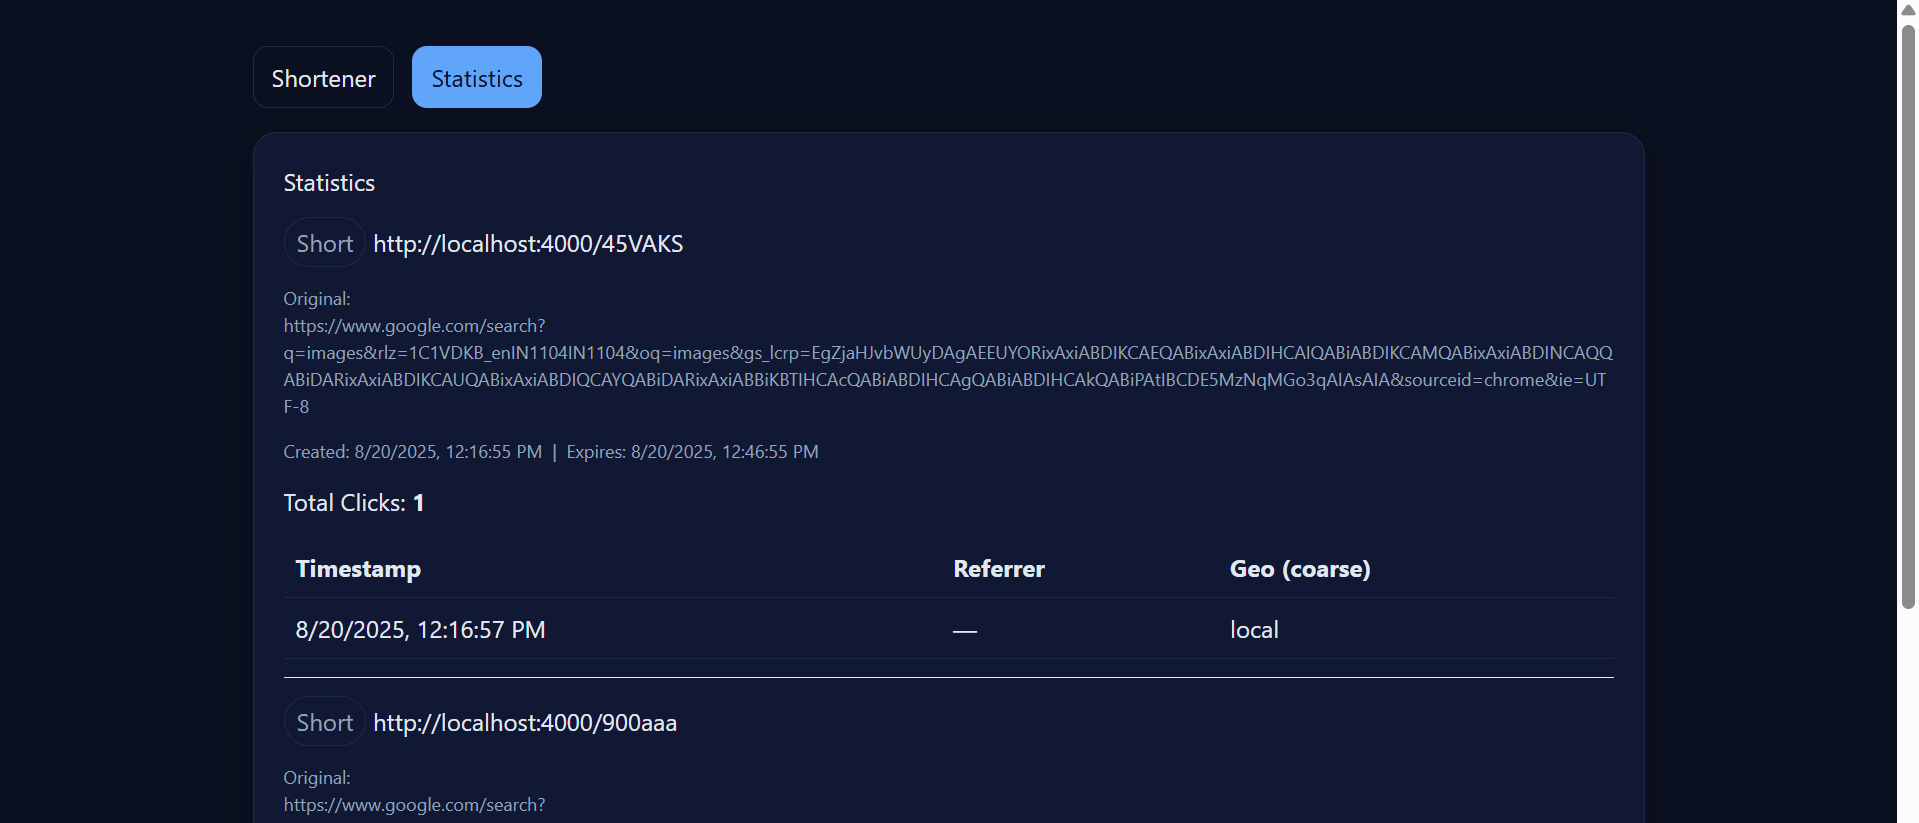 Shortener Statistics
Statistics
Short http://localhost:4000/45VAKS
Original:
https://www.google.com/search?
q=images&rlz=1C1VDKB_enIN1104IN1104&oq=images&gs_lcrp=EgZjaHJvbWUyDAgAEEUYORixAxiABDIKCAEQABixAxiABDIHCAIQABiABDIKCAMQABixAxiABDINCAQQ
ABiDARixAxiABDIKCAUQABixAxiABDIQCAYQABiDARixAxiABBiKBTIHCAcQABiABDIHCAgQABiABDIHCAkQABiPAtIBCDE5MzNqMGo3qAIAsAIA&sourceid=chrome&ie=UT
F-8
Created: 8/20/2025, 12:16:55 PM | Expires: 8/20/2025, 12:46:55 PM
Total Clicks: 1
Timestamp Referrer Geo (coarse)
8/20/2025, 12:16:57 PM — local
Short http://localhost:4000/900aaa
Original:
https://www.google.com/search?